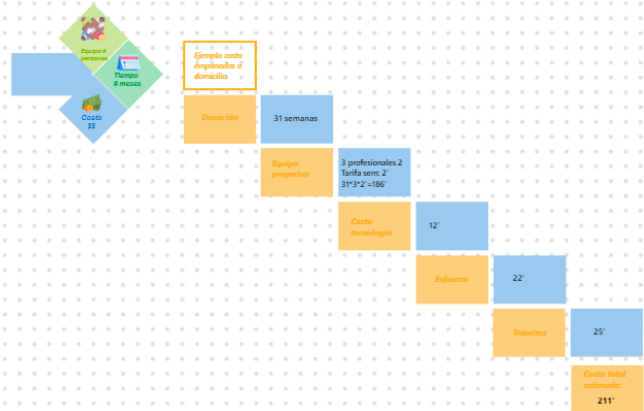 Equipo #
personas
Tiempo
# meses
Costo
$$
Ejemplo costo
empanadas a
domicilio
Duración
31 semanas
Equipo
proyectos
3 profesionales 2
Tarifa sem: 2'
31*3*2'=186'
Costo
tecnología
12'
Esfuerzo
22'
Trámites
25'
Costo total
estimado:
211'